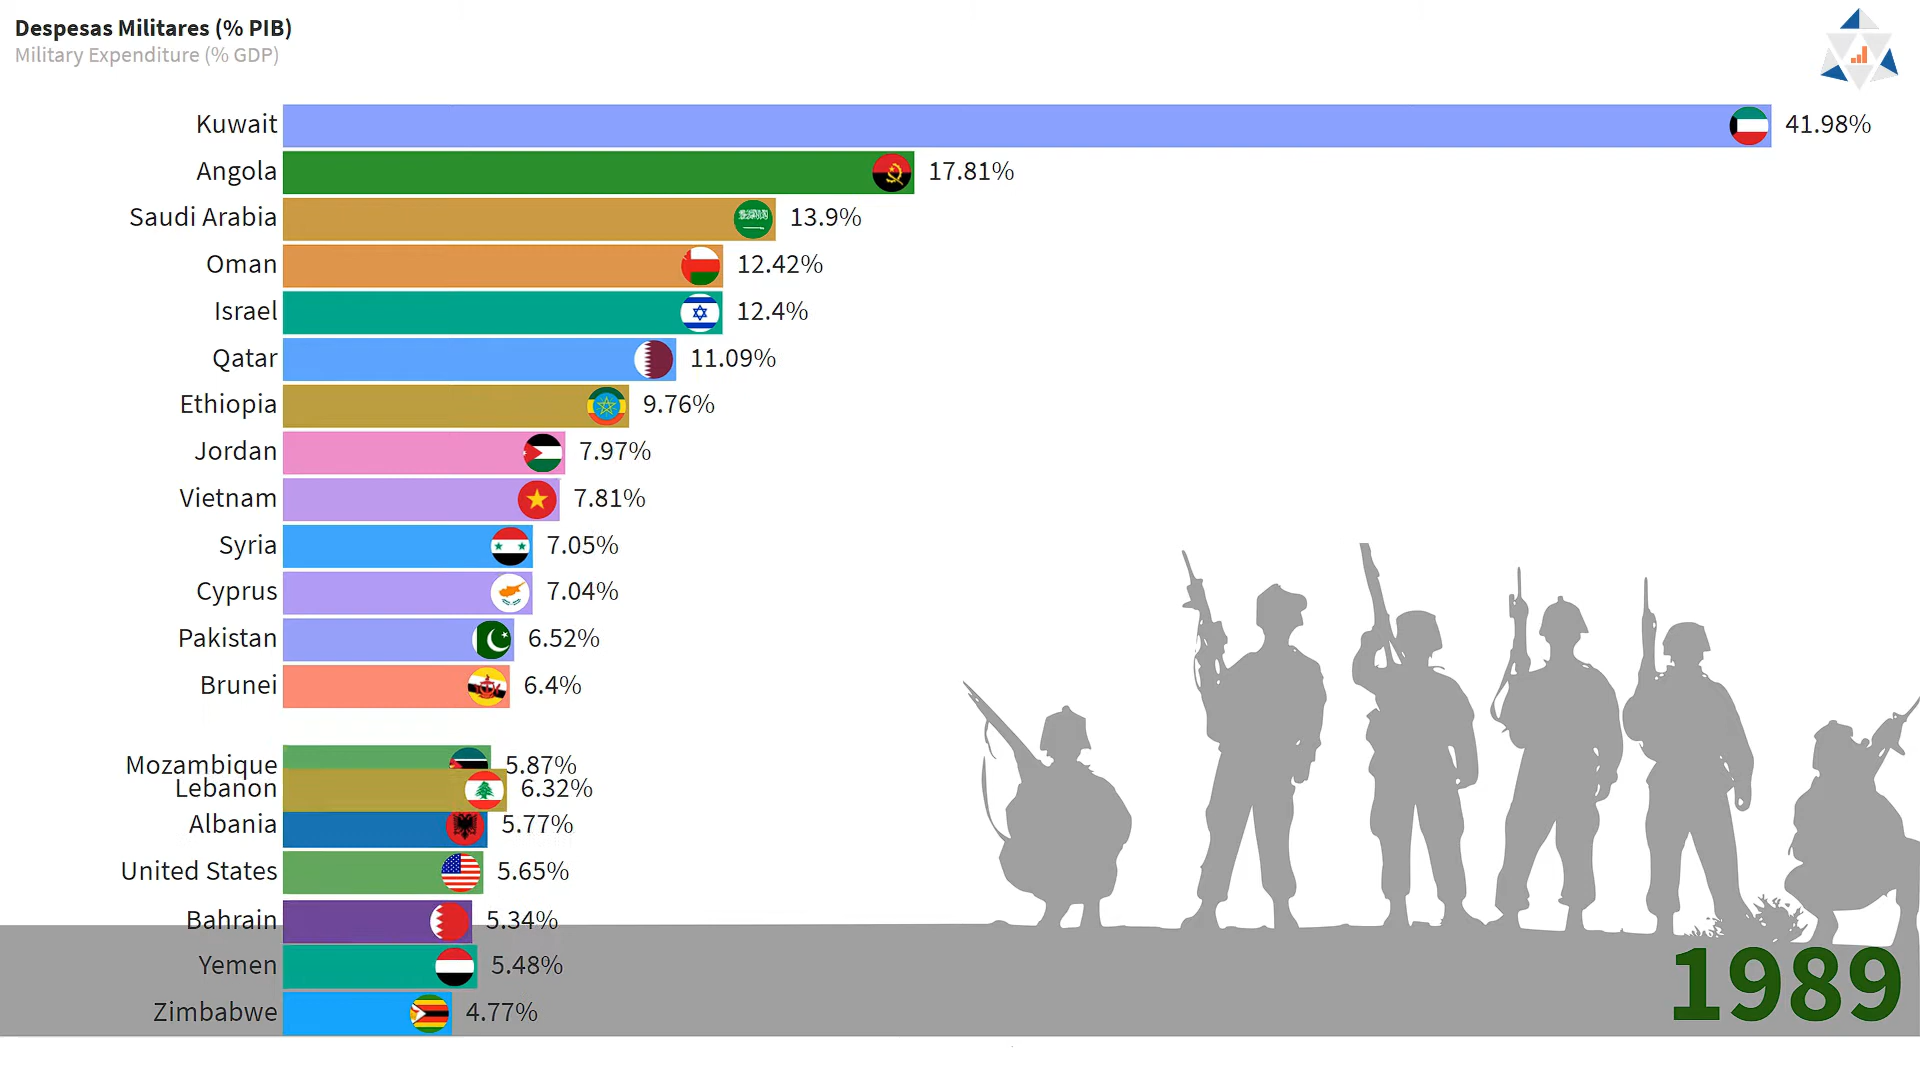 Despesas Militares (% PIB)
Military Expenditure (% GDP)
Kuwait 41.98%
Angola 17.81%
Saudi Arabia 13.9%
Oman 12.42%
Israel 12.4%
Qatar 11.09%
Ethiopia 9.76%
Jordan 7.97%
Vietnam 7.81%
Syria 7.05%
Cyprus 7.04%
Pakistan 6.52%
Brunei 6.4%
Mozambique 5.87%
Lebanon 6.32%
Albania 5.77%
United States 5.65%
Bahrain 5.34%
Yemen 5.48%
Zimbabwe 4.77%
1989